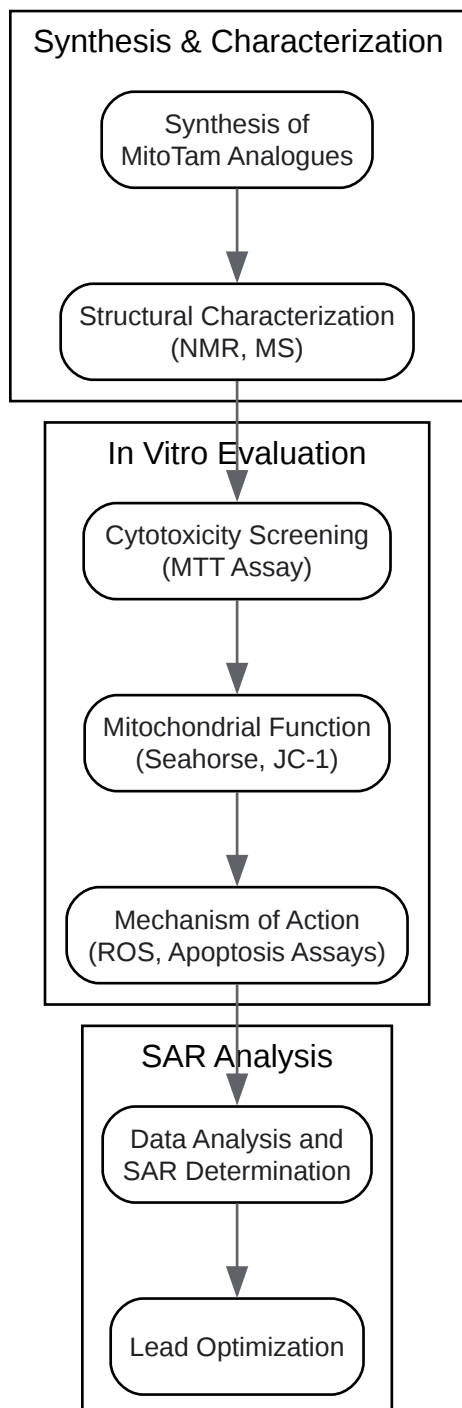 Synthesis & Characterization
Synthesis of
MitoTam Analogues
Structural Characterization
(NMR, MS)
In Vitro Evaluation
Cytotoxicity Screening
(MTT Assay)
Mitochondrial Function
(Seahorse, JC-1)
Mechanism of Action
(ROS, Apoptosis Assays)
SAR Analysis
Data Analysis and
SAR Determination
Lead Optimization